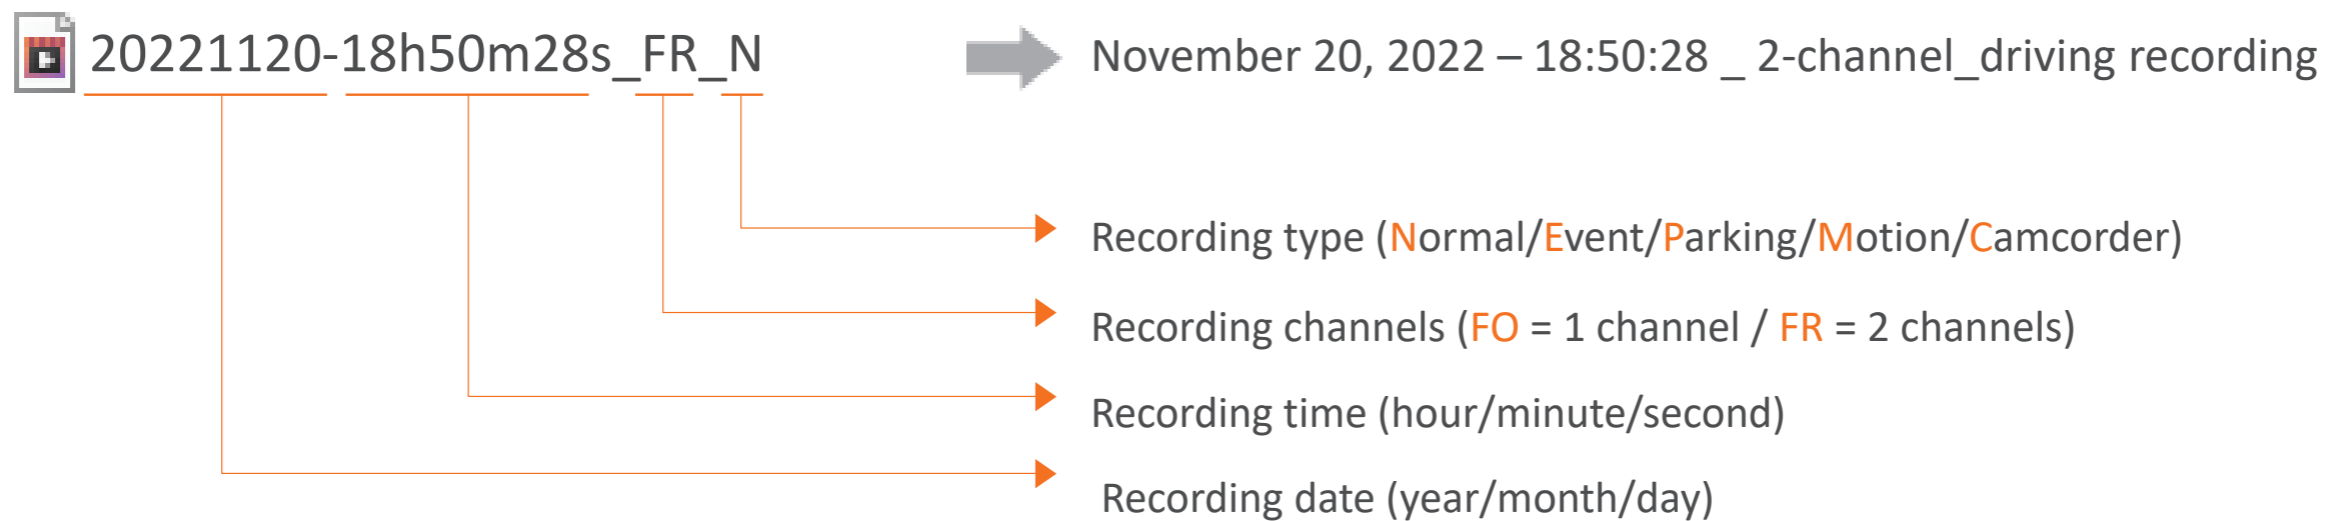 20221120-18h50m28s_FR_N
November 20, 2022 – 18:50:28 _ 2-channel_driving recording
Recording type (Normal/Event/Parking/Motion/Camcorder)
Recording channels (FO = 1 channel / FR = 2 channels)
Recording time (hour/minute/second)
Recording date (year/month/day)